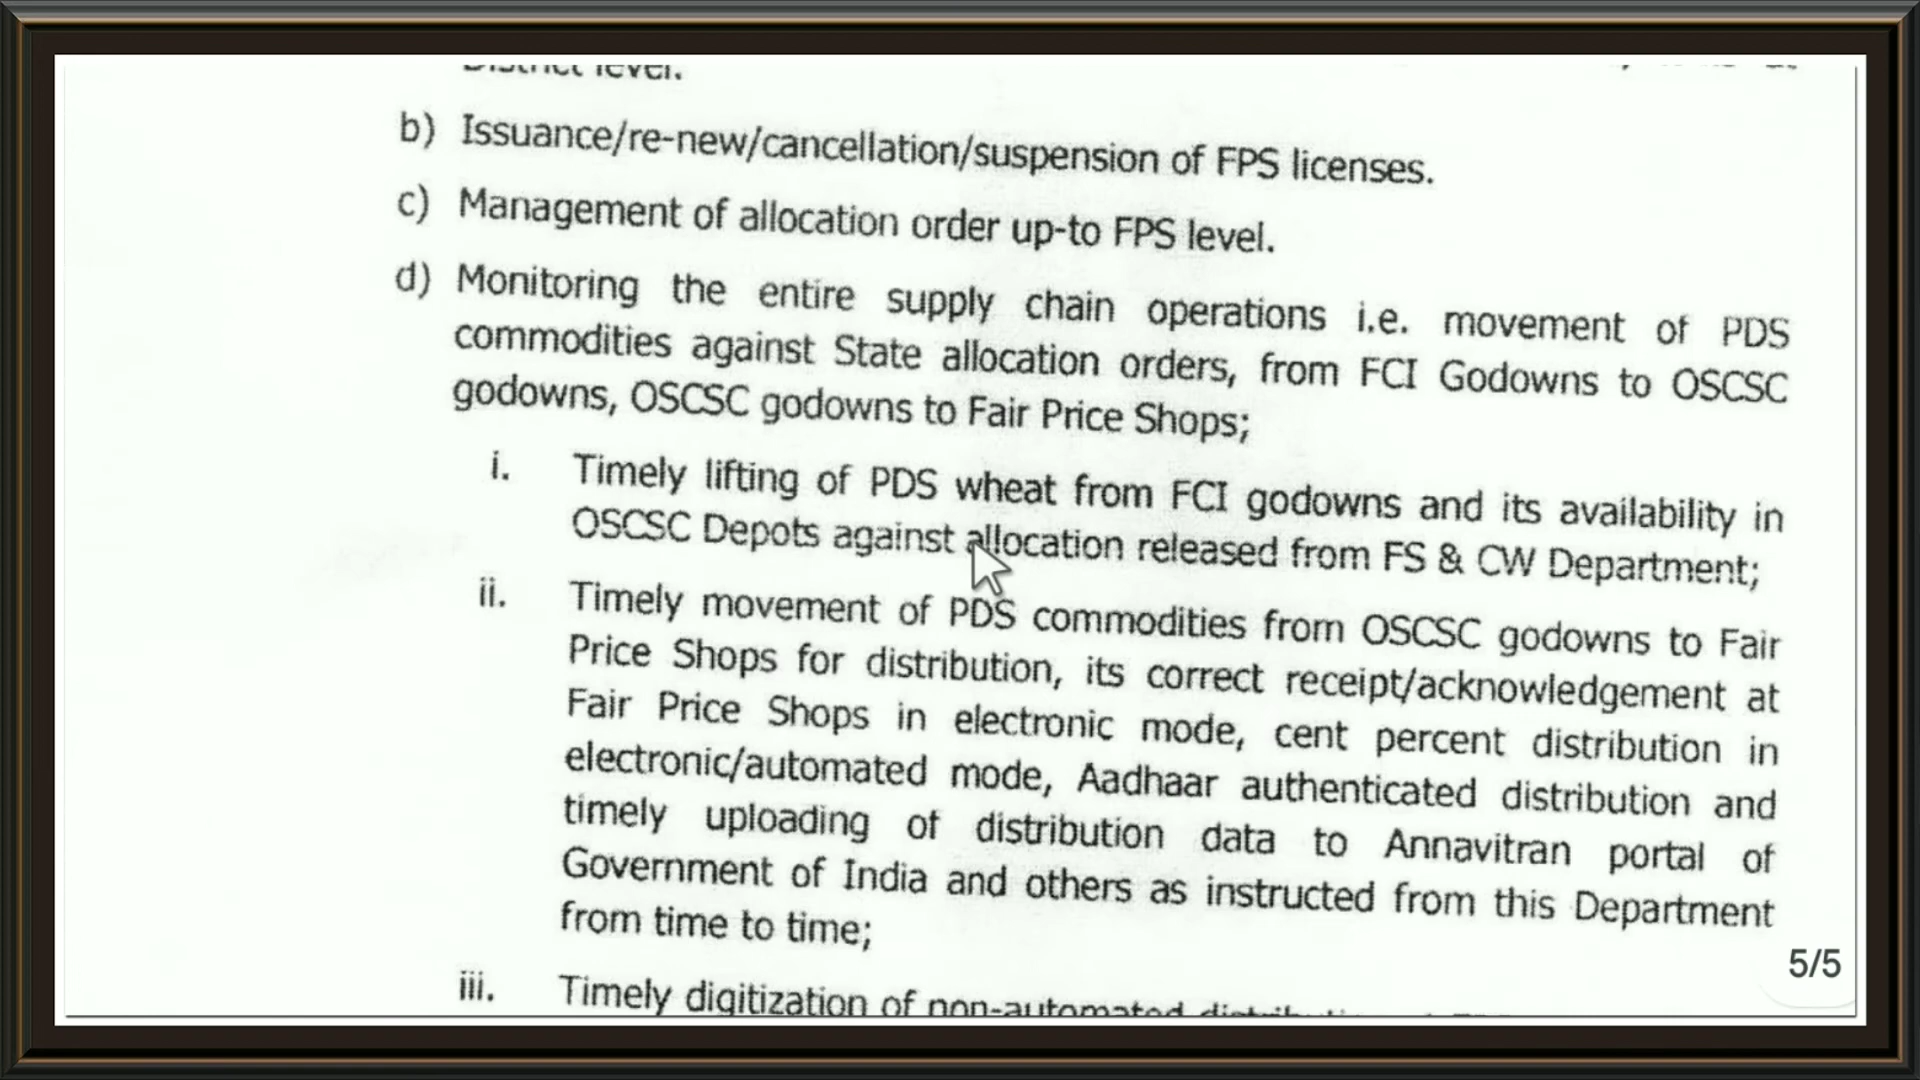 District level.
b) Issuance/re-new/cancellation/suspension of FPS licenses.
c) Management of allocation order up-to FPS level.
d) Monitoring the entire supply chain operations i.e. movement of PDS
commodities against State allocation orders, from FCI Godowns to OSCSC
godowns, OSCSC godowns to Fair Price Shops;
i. Timely lifting of PDS wheat from FCI godowns and its availability in
OSCSC Depots against allocation released from FS & CW Department;
ii. Timely movement of PDS commodities from OSCSC godowns to Fair
Price Shops for distribution, its correct receipt/acknowledgement at
Fair Price Shops in electronic mode, cent percent distribution in
electronic/automated mode, Aadhaar authenticated distribution and
timely uploading of distribution data to Annavitran portal of
Government of India and others as instructed from this Department
from time to time;
5/5
iii. Timely digitization of non-automated